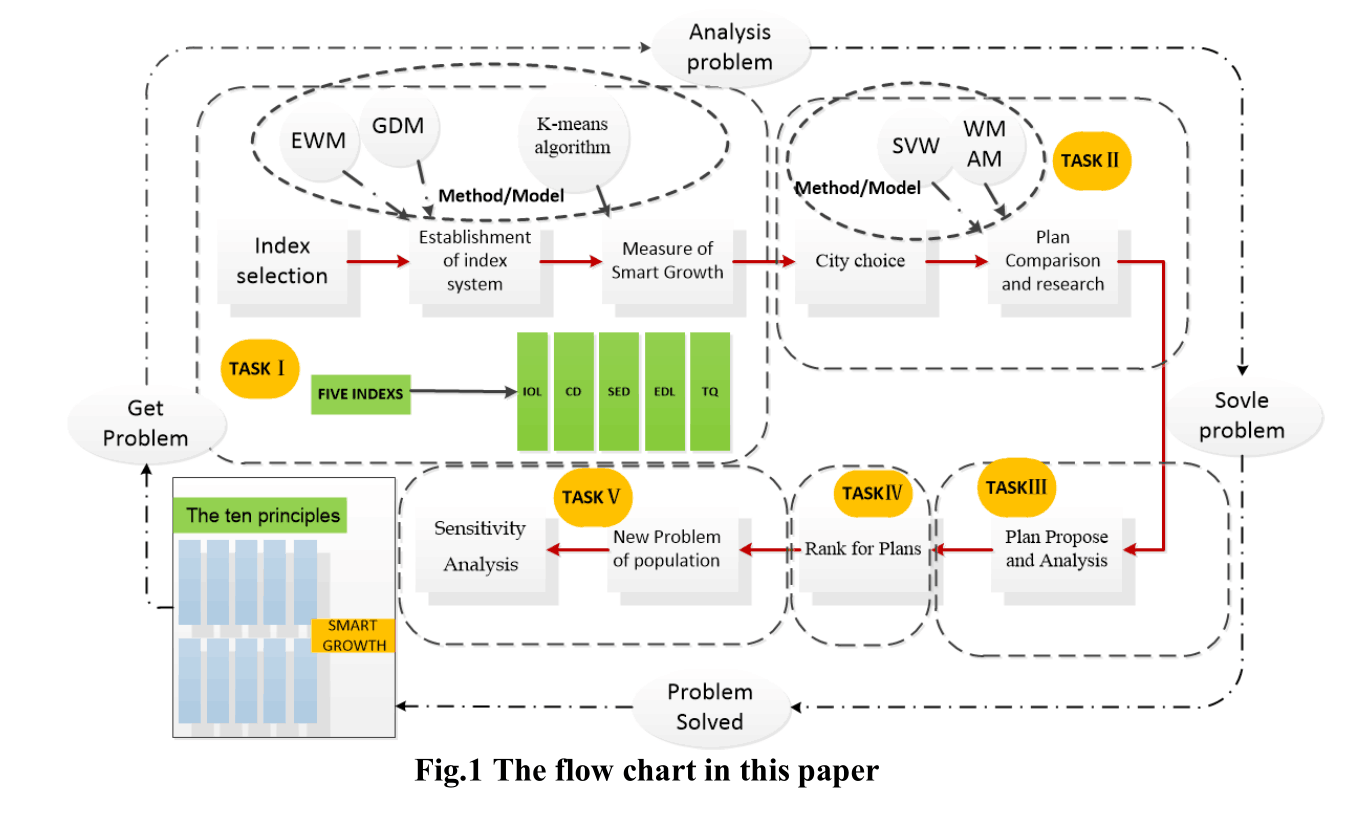 Analysis
problem
EWM
GDM
K-means
algorithm
Method/Model
SVW
WM
AM
Method/Model
TASK Ⅱ
Index
selection
Establishment
of index
system
Measure of
Smart Growth
City choice
Plan
Comparison
and research
TASK Ⅰ
FIVE INDEXS
IOL
CD
SED
EDL
TQ
Get
Problem
Sovle
problem
The ten principles
SMART
GROWTH
TASK Ⅴ
Sensitivity
Analysis
New Problem
of population
TASKⅣ
Rank for Plans
TASKⅢ
Plan Propose
and Analysis
Problem
Solved
Fig.1 The flow chart in this paper